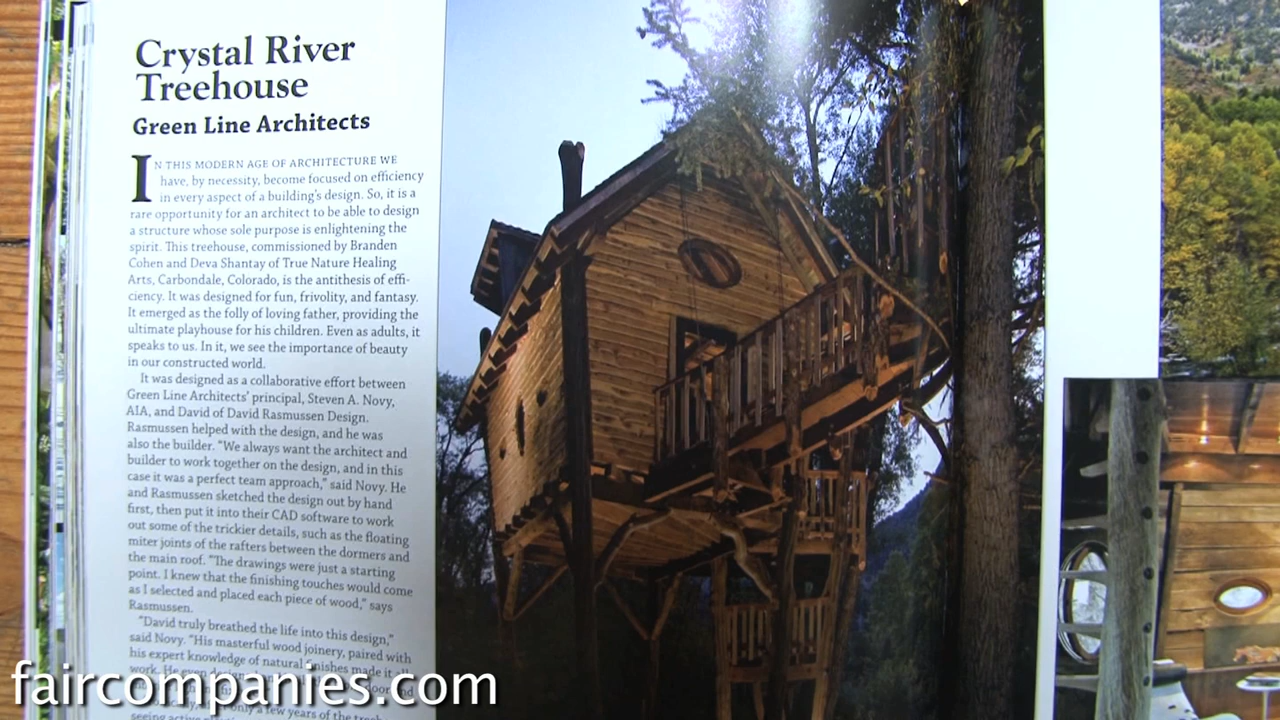 Crystal River
Treehouse
Green Line Architects
IN THIS MODERN AGE OF ARCHITECTURE WE
have, by necessity, become focused on efficiency
in every aspect of a building's design. So, it is a
rare opportunity for an architect to be able to design
a structure whose sole purpose is enlightening the
spirit. This treehouse, commissioned by Branden
Cohen and Deva Shantay of True Nature Healing
Arts, Carbondale, Colorado, is the antithesis of effi-
ciency. It was designed for fun, frivolity, and fantasy.
It emerged as the folly of loving father, providing the
ultimate playhouse for his children. Even as adults, it
speaks to us. In it, we see the importance of beauty
in our constructed world.
It was designed as a collaborative effort between
Green Line Architects' principal, Steven A. Novy,
AIA, and David of David Rasmussen Design.
Rasmussen helped with the design, and he was
also the builder. "We always want the architect and
builder to work together on the design, and in this
case it was a perfect team approach," said Novy. He
and Rasmussen sketched the design out by hand
first, then put it into their CAD software to work
out some of the trickier details, such as the floating
miter joints of the rafters between the dormers and
the main roof. "The drawings were just a starting
point. I knew that the finishing touches would come
as I selected and placed each piece of wood," says
Rasmussen.
"David truly breathed the life into this design,"
said Novy. "His masterful wood joinery, paired with
his expert knowledge of natural finishes made it all
work. He even
only a few years of the
faircompanies.com